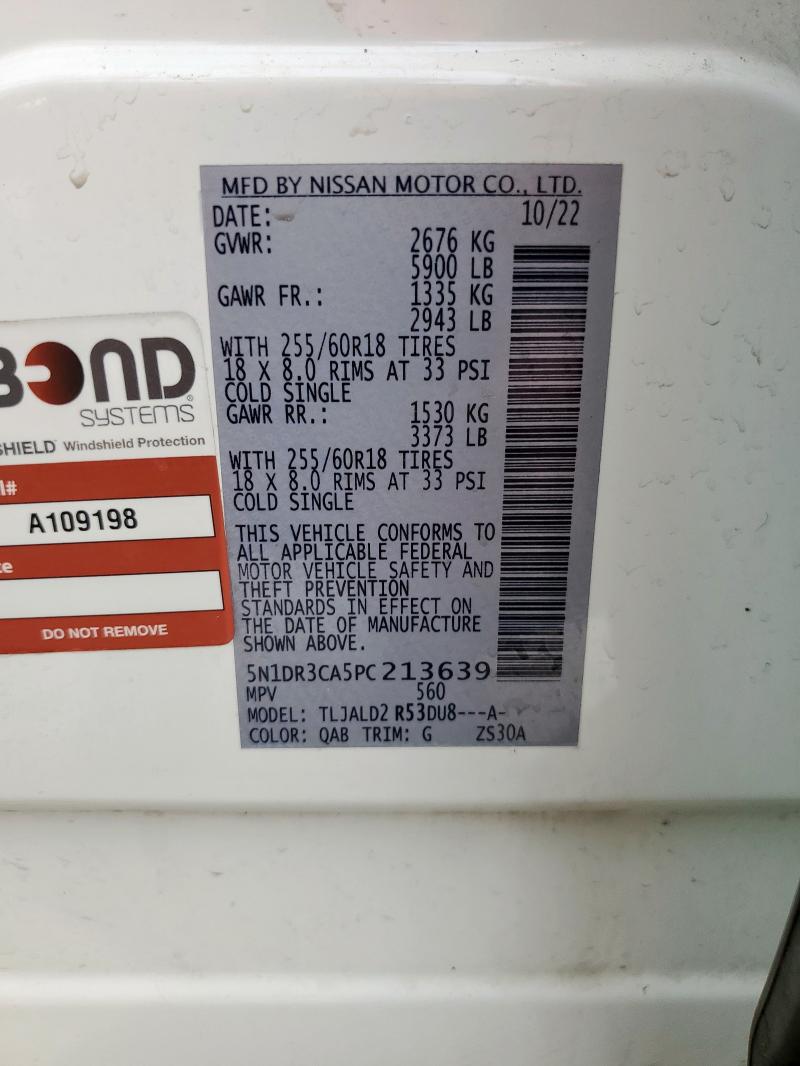 MFD BY NISSAN MOTOR CO., LTD.
DATE: 10/22
GVWR: 2676 KG
5900 LB
GAWR FR.: 1335 KG
2943 LB
WITH 255/60R18 TIRES
18 X 8.0 RIMS AT 33 PSI
COLD SINGLE
GAWR RR.: 1530 KG
3373 LB
WITH 255/60R18 TIRES
18 X 8.0 RIMS AT 33 PSI
COLD SINGLE
THIS VEHICLE CONFORMS TO
ALL APPLICABLE FEDERAL
MOTOR VEHICLE SAFETY AND
THEFT PREVENTION
STANDARDS IN EFFECT ON
THE DATE OF MANUFACTURE
SHOWN ABOVE.
5N1DR3CA5PC213639
MPV 560
MODEL: TLJALD2 R53DU8---A-
COLOR: QAB TRIM: G ZS30A
BOND
SYSTEMS
SHIELD Windshield Protection
#
A109198
DO NOT REMOVE